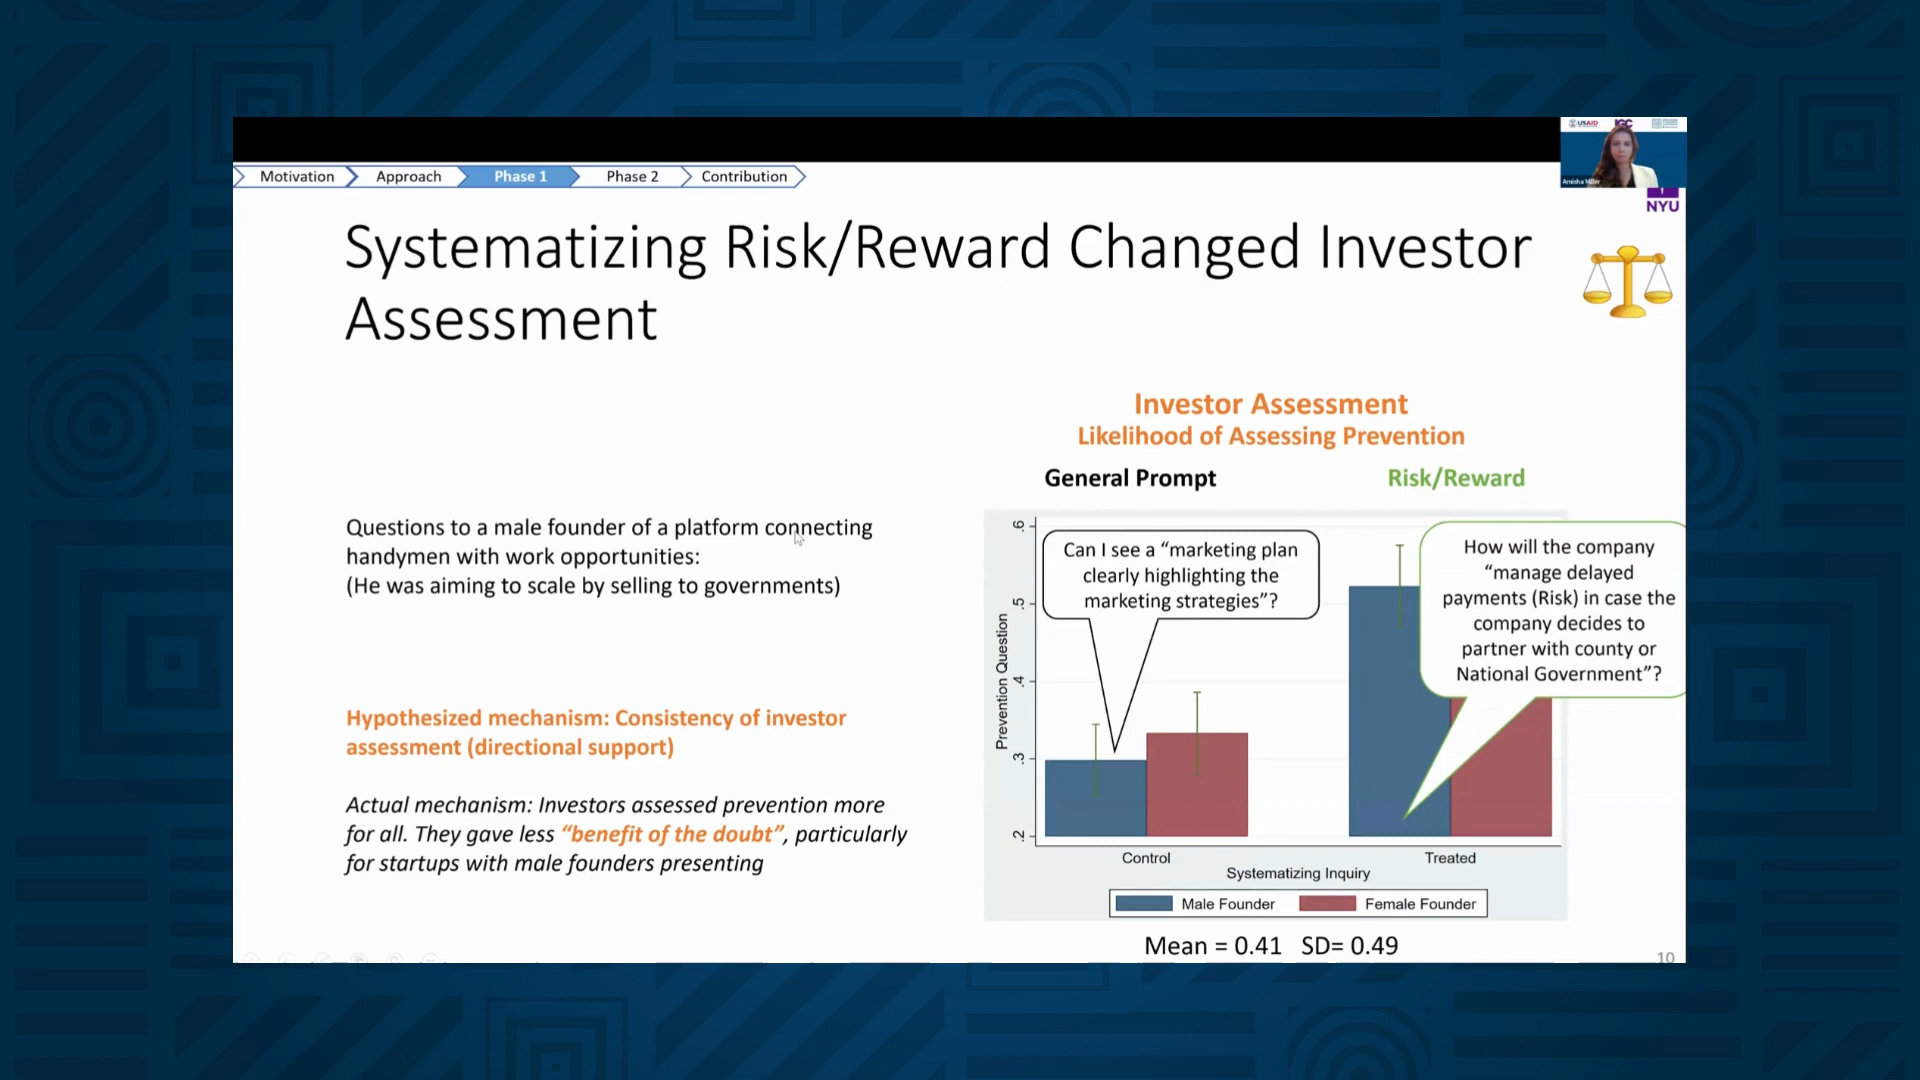 USAID IGC
Amisha Miller
NYU
Motivation
Approach
Phase 1
Phase 2
Contribution
Systematizing Risk/Reward Changed Investor
Assessment
Questions to a male founder of a platform connecting
handymen with work opportunities:
(He was aiming to scale by selling to governments)
Hypothesized mechanism: Consistency of investor
assessment (directional support)
Actual mechanism: Investors assessed prevention more
for all. They gave less “benefit of the doubt”, particularly
for startups with male founders presenting
Investor Assessment
Likelihood of Assessing Prevention
General Prompt
Risk/Reward
Prevention Question
.6
.5
.4
.3
.2
Can I see a “marketing plan
clearly highlighting the
marketing strategies”?
How will the company
“manage delayed
payments (Risk) in case the
company decides to
partner with county or
National Government”?
Control
Treated
Systematizing Inquiry
Male Founder
Female Founder
Mean = 0.41 SD= 0.49
10